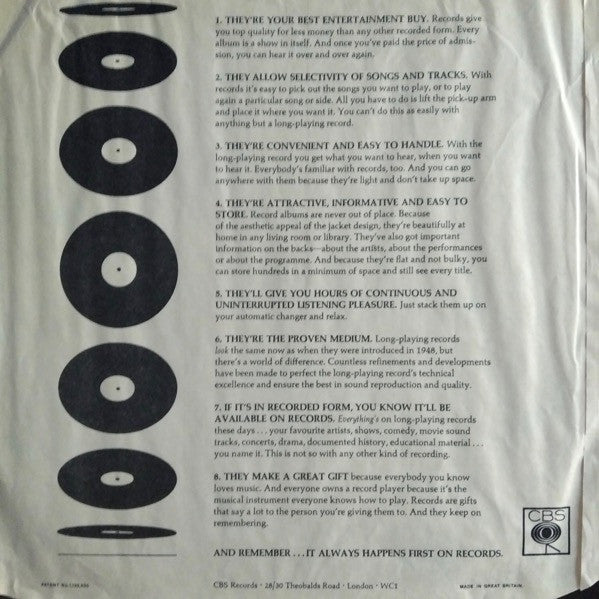 1. THEY'RE YOUR BEST ENTERTAINMENT BUY. Records give
you top quality for less money than any other recorded form. Every
album is a show in itself. And once you've paid the price of admis-
sion, you can hear it over and over again.
2. THEY ALLOW SELECTIVITY OF SONGS AND TRACKS. With
records it's easy to pick out the songs you want to play, or to play
again a particular song or side. All you have to do is lift the pick-up arm
and place it where you want it. You can't do this as easily with
anything but a long-playing record.
3. THEY'RE CONVENIENT AND EASY TO HANDLE. With the
long-playing record you get what you want to hear, when you want
to hear it. Everybody's familiar with records, too. And you can go
anywhere with them because they're light and don't take up space.
4. THEY'RE ATTRACTIVE, INFORMATIVE AND EASY TO
STORE. Record albums are never out of place. Because
of the aesthetic appeal of the jacket design, they're beautifully at
home in any living room or library. They've also got important
information on the backs—about the artists, about the performances
or about the programme. And because they're flat and not bulky, you
can store hundreds in a minimum of space and still see every title.
5. THEY'LL GIVE YOU HOURS OF CONTINUOUS AND
UNINTERRUPTED LISTENING PLEASURE. Just stack them up on
your automatic changer and relax.
6. THEY'RE THE PROVEN MEDIUM. Long-playing records
look the same now as when they were introduced in 1948, but
there's a world of difference. Countless refinements and developments
have been made to perfect the long-playing record's technical
excellence and ensure the best in sound reproduction and quality.
7. IF IT'S IN RECORDED FORM, YOU KNOW IT'LL BE
AVAILABLE ON RECORDS. Everything's on long-playing records
these days . . . your favourite artists, shows, comedy, movie sound
tracks, concerts, drama, documented history, educational material . . .
you name it. This is not so with any other kind of recording.
8. THEY MAKE A GREAT GIFT because everybody you know
loves music. And everyone owns a record player because it's the
musical instrument everyone knows how to play. Records are gifts
that say a lot to the person you're giving them to. And they keep on
remembering.
CBS
AND REMEMBER . . . IT ALWAYS HAPPENS FIRST ON RECORDS.
PATENT No.
CBS Records · 28/30 Theobalds Road · London · WC1
MADE IN GREAT BRITAIN.